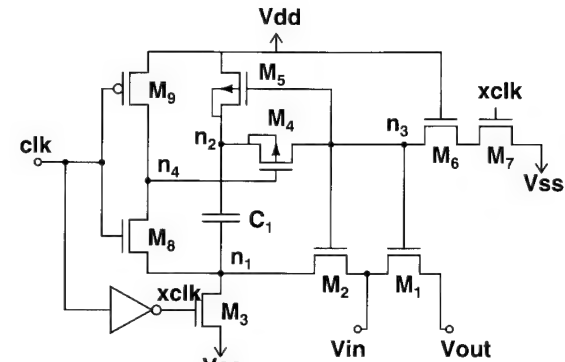 Vdd
M₅
M₉
xclk
M₄
n₃
clk
n₂
M₆
M₇
n₄
Vss
C₁
M₈
n₁
xclk
M₃
M₂
M₁
Vin
Vout